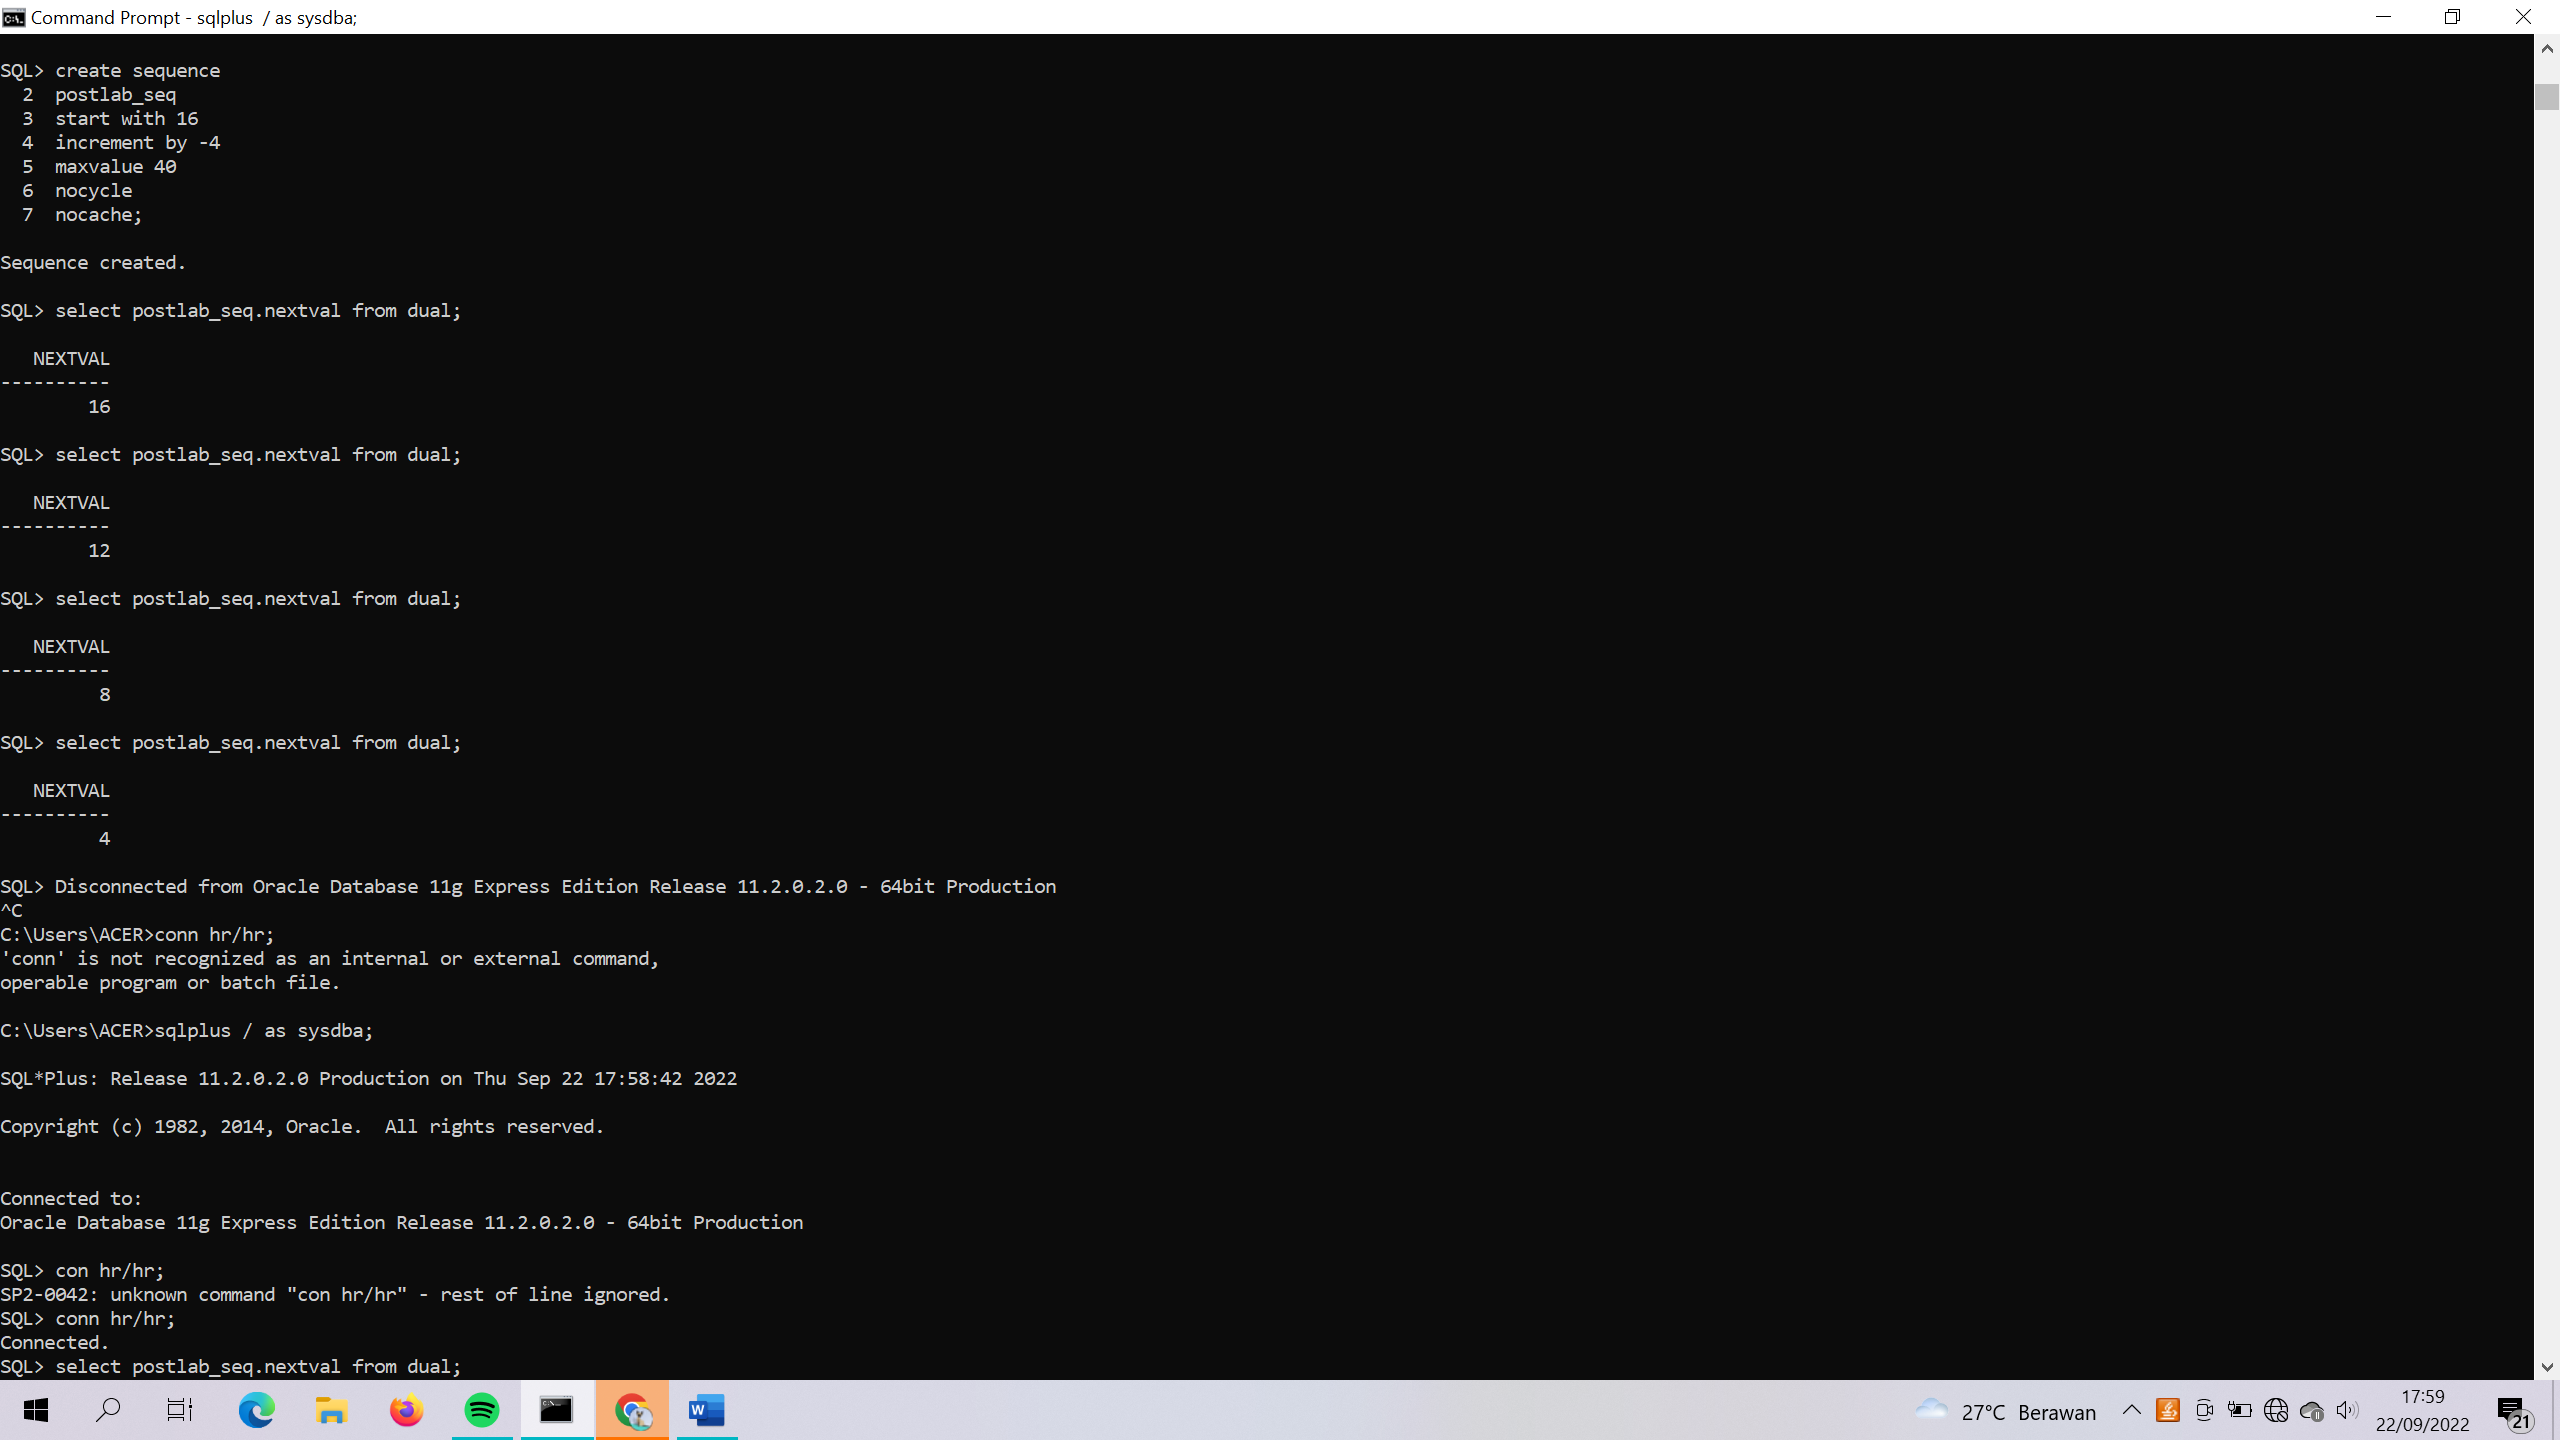 Command Prompt - sqlplus  / as sysdba;
SQL> create sequence
  2  postlab_seq
  3  start with 16
  4  increment by -4
  5  maxvalue 40
  6  nocycle
  7  nocache;
Sequence created.
SQL> select postlab_seq.nextval from dual;
   NEXTVAL
----------
        16
SQL> select postlab_seq.nextval from dual;
   NEXTVAL
----------
        12
SQL> select postlab_seq.nextval from dual;
   NEXTVAL
----------
         8
SQL> select postlab_seq.nextval from dual;
   NEXTVAL
----------
         4
SQL> Disconnected from Oracle Database 11g Express Edition Release 11.2.0.2.0 - 64bit Production
^C
C:\Users\ACER>conn hr/hr;
'conn' is not recognized as an internal or external command,
operable program or batch file.
C:\Users\ACER>sqlplus / as sysdba;
SQL*Plus: Release 11.2.0.2.0 Production on Thu Sep 22 17:58:42 2022
Copyright (c) 1982, 2014, Oracle.  All rights reserved.
Connected to:
Oracle Database 11g Express Edition Release 11.2.0.2.0 - 64bit Production
SQL> con hr/hr;
SP2-0042: unknown command "con hr/hr" - rest of line ignored.
SQL> conn hr/hr;
Connected.
SQL> select postlab_seq.nextval from dual;
27°C  Berawan
17:59
22/09/2022
21